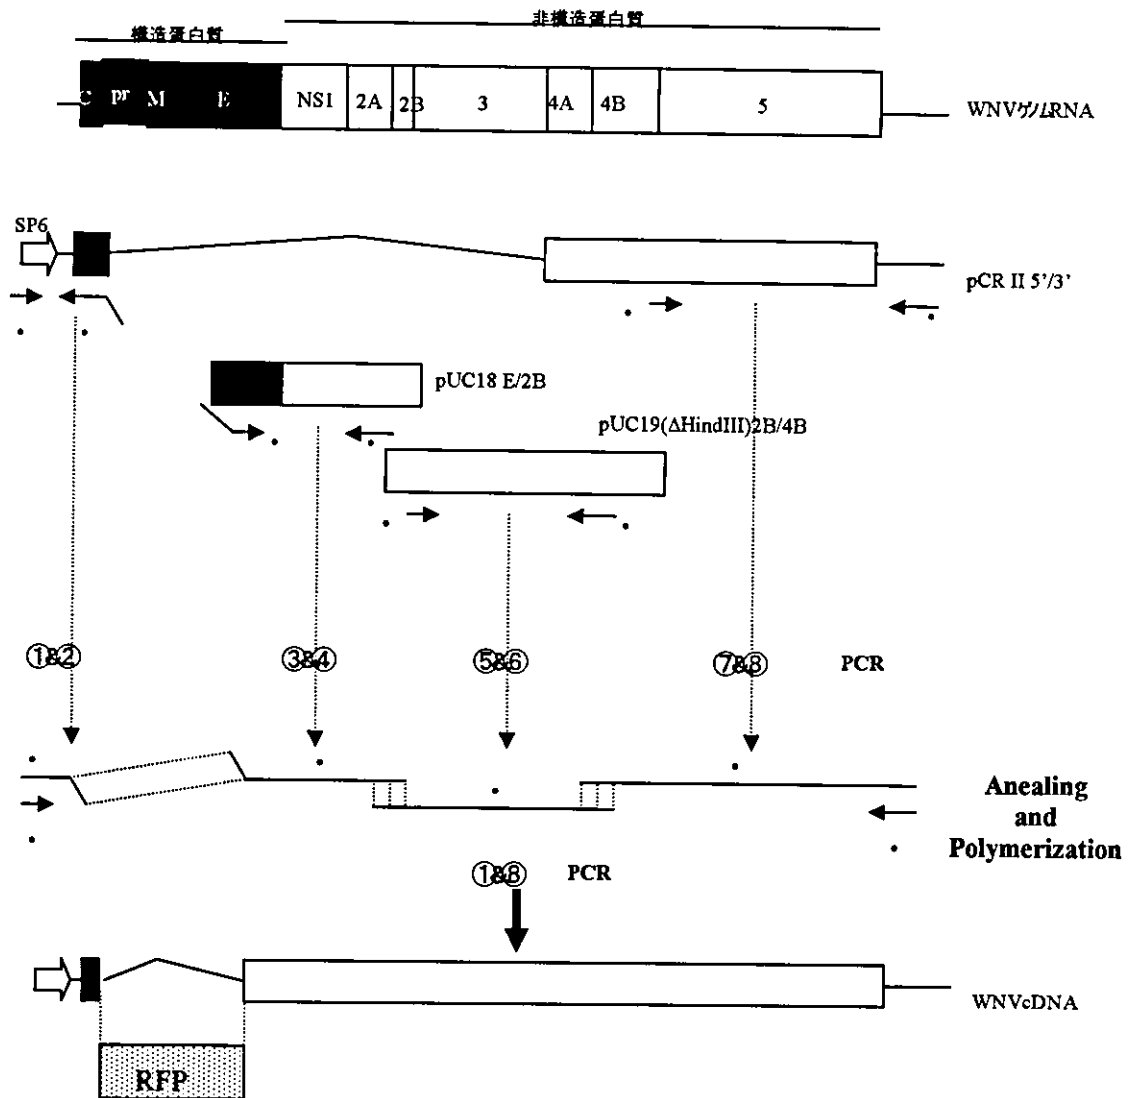 非構造蛋白質
構造蛋白質
C pr M E NS1 2A 2B 3 4A 4B 5
WNVゲノムRNA
SP6
pCR II 5'/3'
pUC18 E/2B
pUC19(ΔHindIII)2B/4B
①&② ③&④ ⑤&⑥ ⑦&⑧ PCR
Anealing
and
Polymerization
①&⑧ PCR
WNVcDNA
RFP